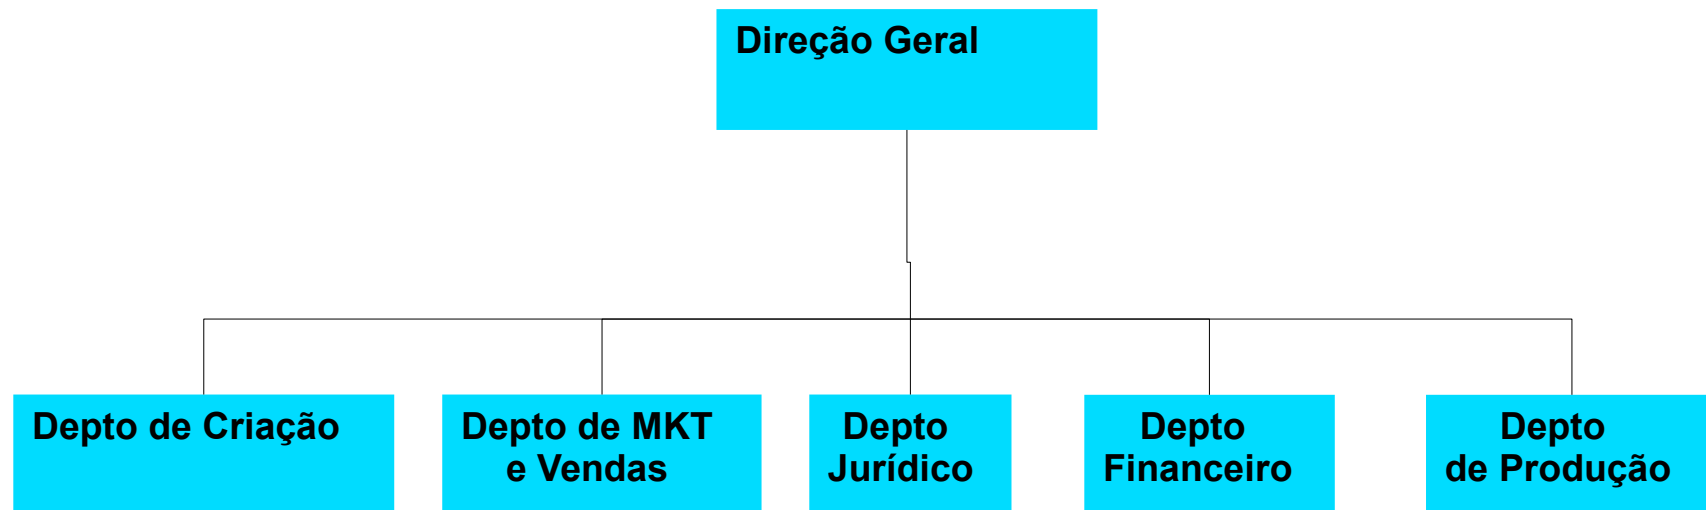 Direção Geral
Depto de Criação
Depto de MKT
e Vendas
Depto
Jurídico
Depto
Financeiro
Depto
de Produção